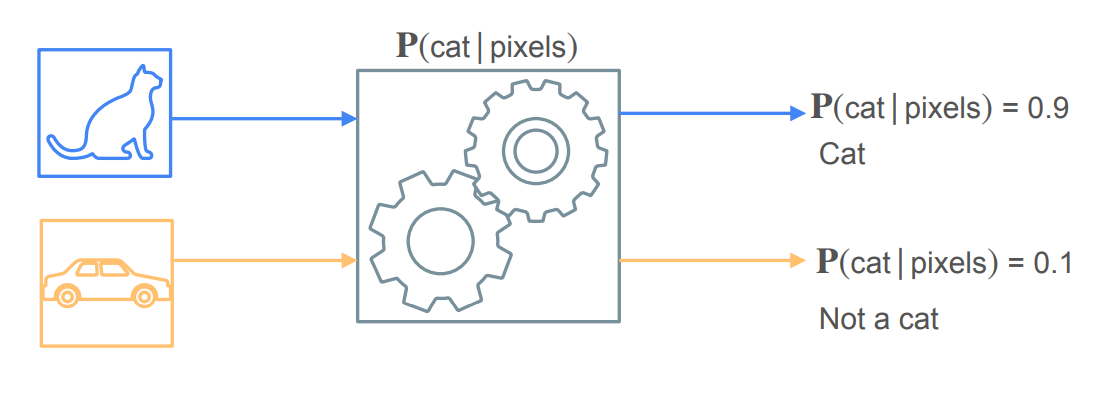 P(cat | pixels)
P(cat | pixels) = 0.9
Cat
P(cat | pixels) = 0.1
Not a cat